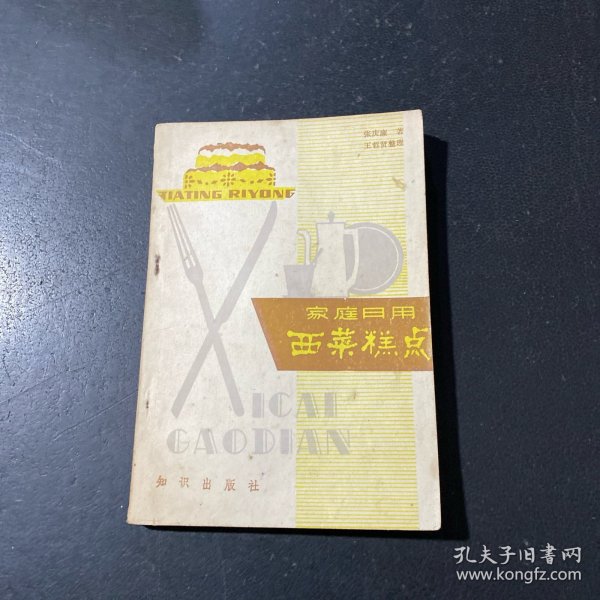 张庆廉 著
王哲贤整理
JIATING RIYONG
家庭日用
西菜糕点
XICAI
GAODIAN
知识出版社
孔夫子旧书网
www.kongfz.com